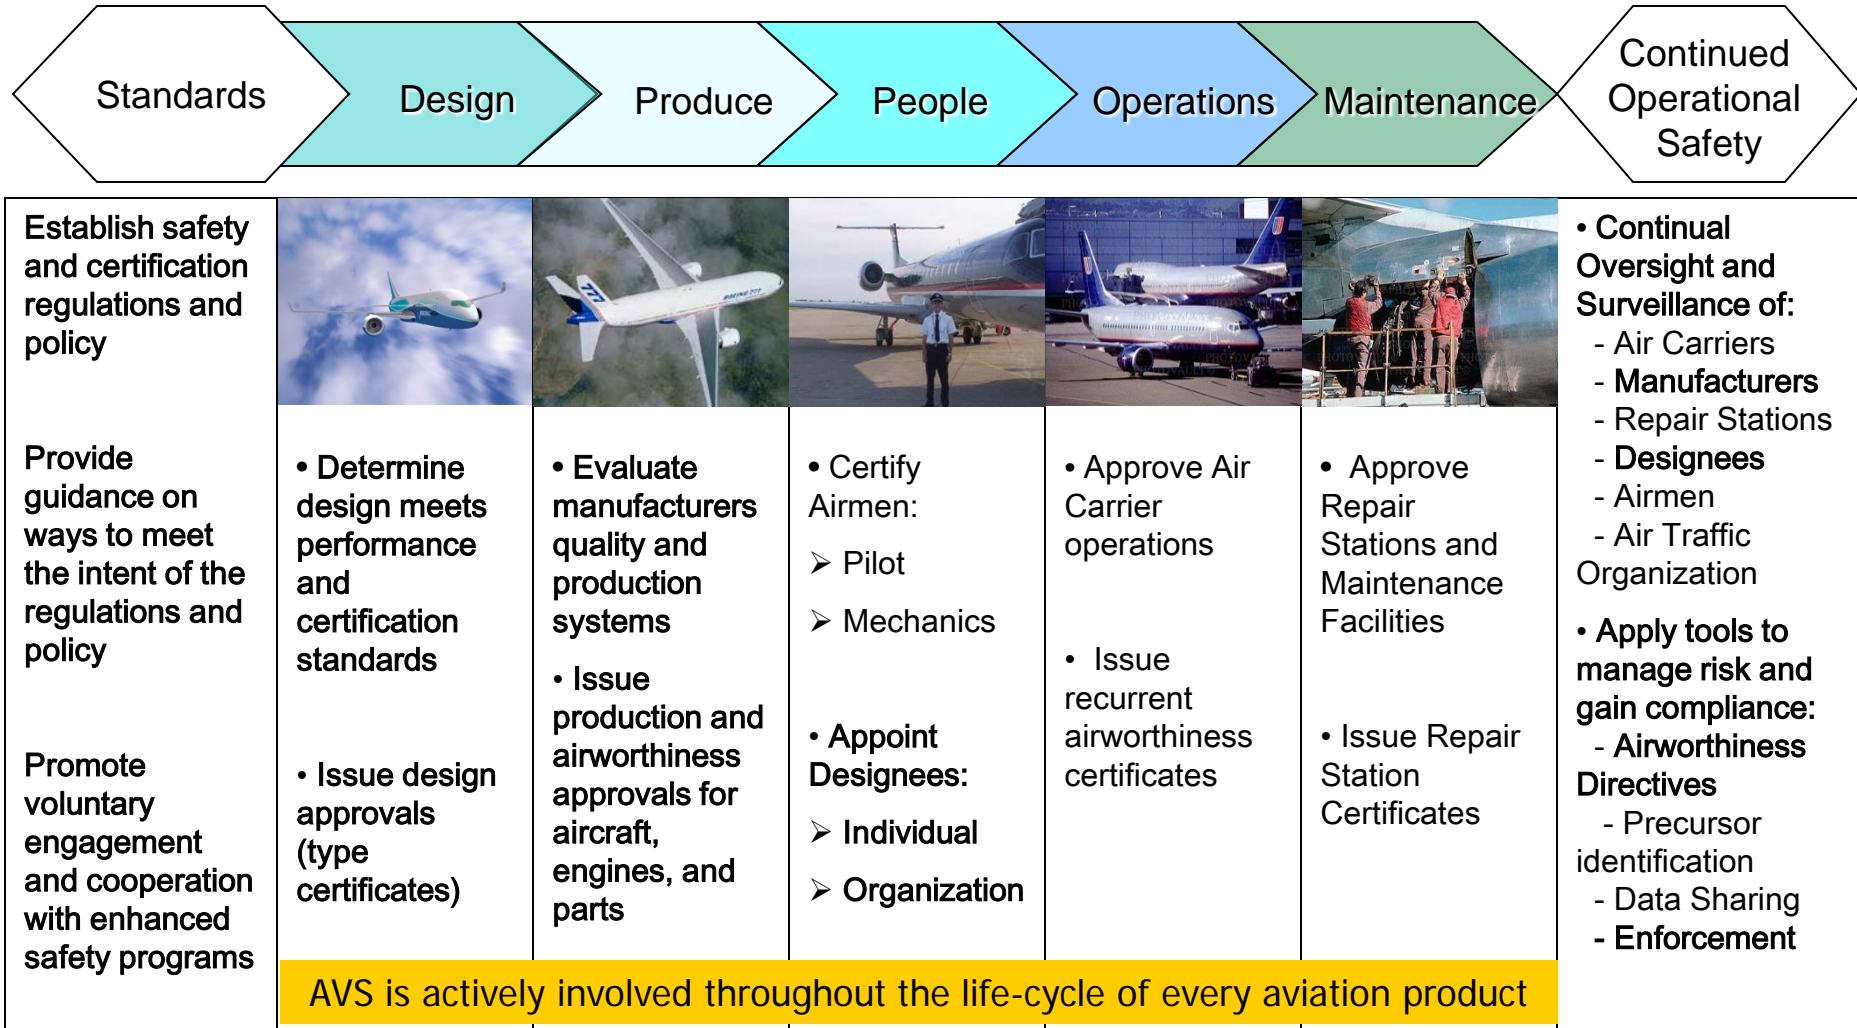 Standards
Design
Produce
People
Operations
Maintenance
Continued
Operational
Safety
Establish safety
and certification
regulations and
policy
Provide
guidance on
ways to meet
the intent of the
regulations and
policy
Promote
voluntary
engagement
and cooperation
with enhanced
safety programs
• Determine
design meets
performance
and
certification
standards
• Issue design
approvals
(type
certificates)
777
BOEING 777
• Evaluate
manufacturers
quality and
production
systems
• Issue
production and
airworthiness
approvals for
aircraft,
engines, and
parts
• Certify
Airmen:
➢ Pilot
➢ Mechanics
• Appoint
Designees:
➢ Individual
➢ Organization
• Approve Air
Carrier
operations
• Issue
recurrent
airworthiness
certificates
• Approve
Repair
Stations and
Maintenance
Facilities
• Issue Repair
Station
Certificates
• Continual
Oversight and
Surveillance of:
- Air Carriers
- Manufacturers
- Repair Stations
- Designees
- Airmen
- Air Traffic
Organization
• Apply tools to
manage risk and
gain compliance:
- Airworthiness
Directives
- Precursor
identification
- Data Sharing
- Enforcement
AVS is actively involved throughout the life-cycle of every aviation product